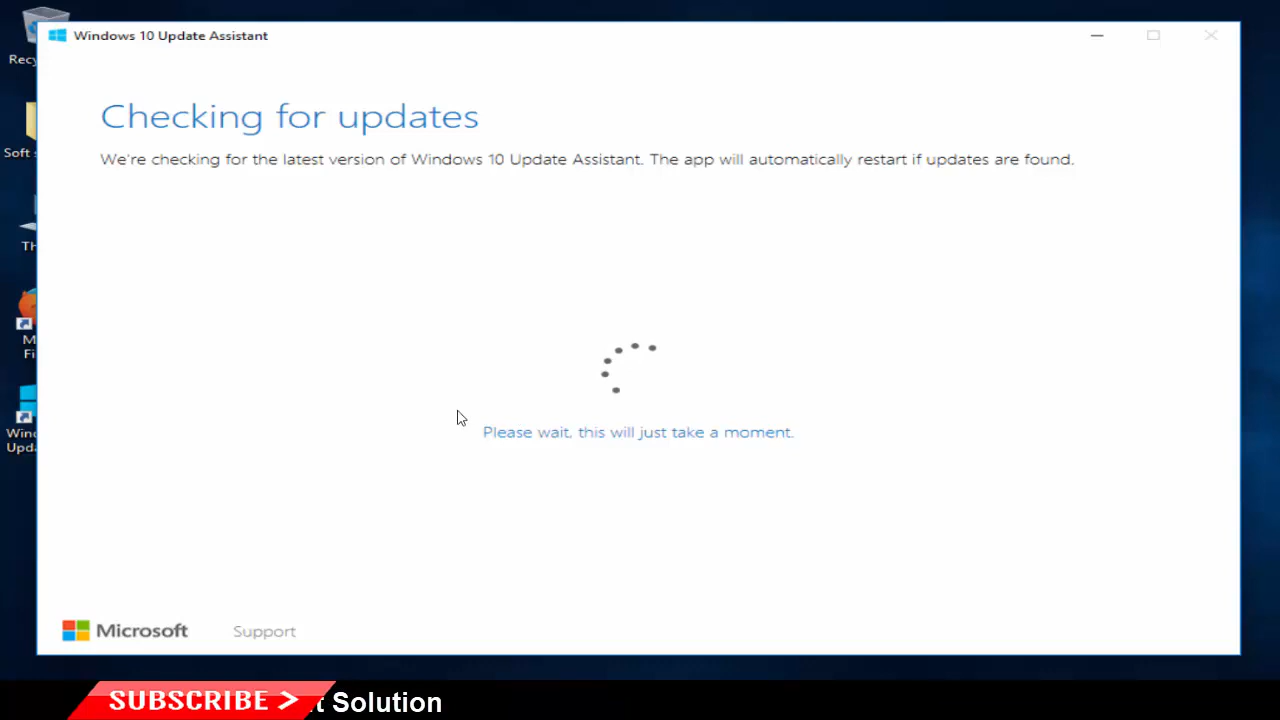 Windows 10 Update Assistant
Checking for updates
We're checking for the latest version of Windows 10 Update Assistant. The app will automatically restart if updates are found.
Please wait, this will just take a moment.
Microsoft
Support
Soft
SUBSCRIBE >
Solution